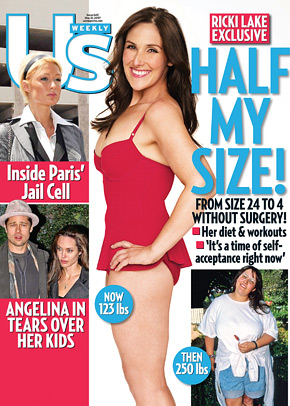 Us
WEEKLY
RICKI LAKE
EXCLUSIVE
HALF
MY
SIZE!
FROM SIZE 24 TO 4
WITHOUT SURGERY!
Her diet & workouts
'It's a time of self-
acceptance right now'
Inside Paris'
Jail Cell
ANGELINA IN
TEARS OVER
HER KIDS
NOW
123 lbs
THEN
250 lbs